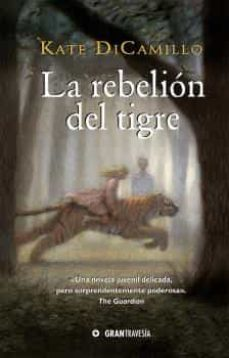 KATE DICAMILLO
La rebelión
del tigre
«Una novela juvenil delicada,
pero sorprendentemente poderosa».
The Guardian
GRANTRAVESÍA